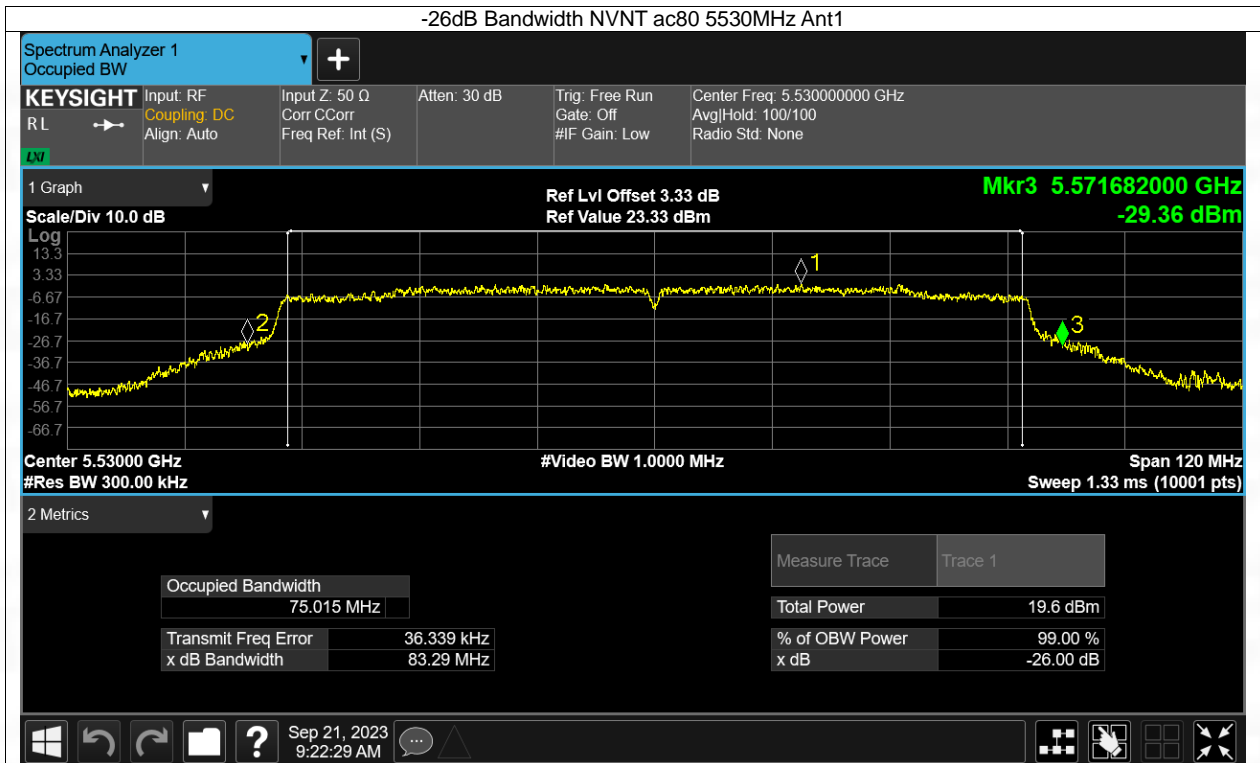 -26dB Bandwidth NVNT ac80 5530MHz Ant1
Spectrum Analyzer 1
Occupied BW
KEYSIGHT
R L
LXI
Input: RF
Coupling: DC
Align: Auto
Input Z: 50 Ω
Corr CCorr
Freq Ref: Int (S)
Atten: 30 dB
Trig: Free Run
Gate: Off
#IF Gain: Low
Center Freq: 5.530000000 GHz
Avg|Hold: 100/100
Radio Std: None
1 Graph
Scale/Div 10.0 dB
Ref Lvl Offset 3.33 dB
Ref Value 23.33 dBm
Mkr3 5.571682000 GHz
-29.36 dBm
Log
13.3
3.33
-6.67
-16.7
-26.7
-36.7
-46.7
-56.7
-66.7
1
2
3
Center 5.53000 GHz
#Res BW 300.00 kHz
#Video BW 1.0000 MHz
Span 120 MHz
Sweep 1.33 ms (10001 pts)
2 Metrics
Measure Trace Trace 1
Occupied Bandwidth
75.015 MHz
Transmit Freq Error 36.339 kHz
x dB Bandwidth 83.29 MHz
Total Power 19.6 dBm
% of OBW Power 99.00 %
x dB -26.00 dB
?
Sep 21, 2023
9:22:29 AM